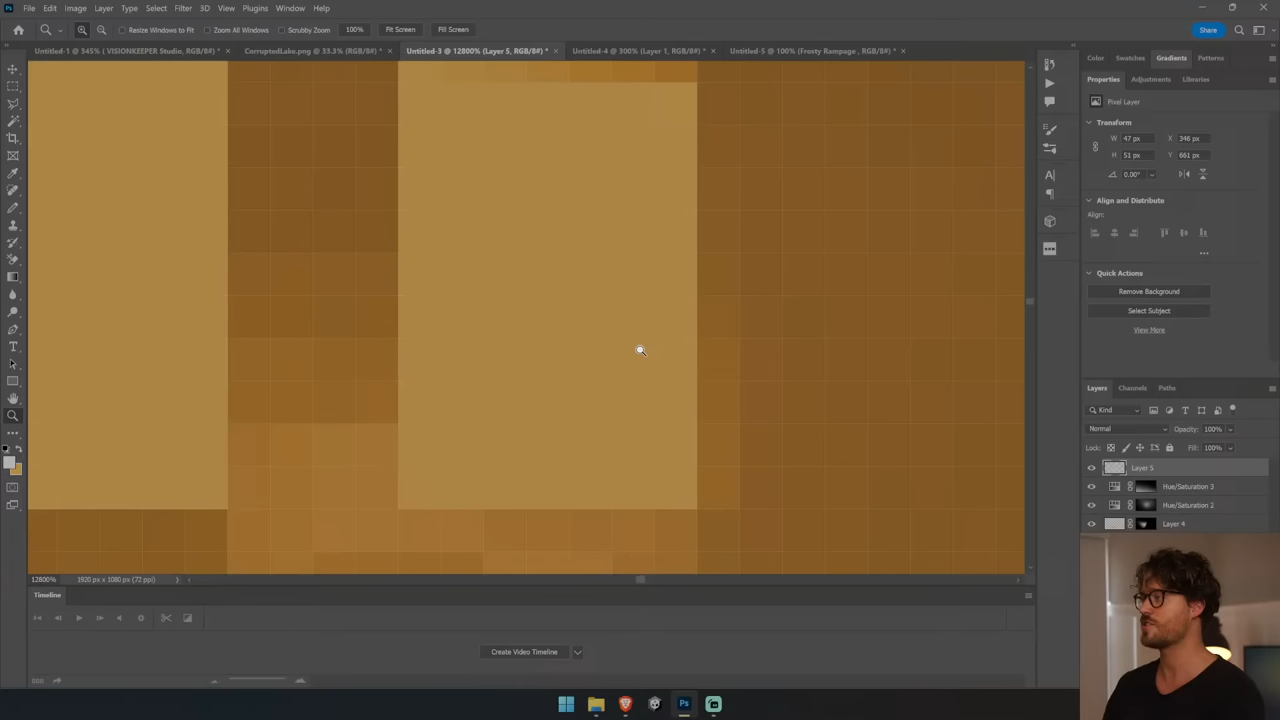 Ps File Edit Image Layer Type Select Filter 3D View Plugins Window Help
Resize Windows to Fit Zoom All Windows Scrubby Zoom 100% Fit Screen Fill Screen Share
Untitled-1 @ 545% ( VISIONKEEPER Studio, RGB/8#) * × CorruptedLake.png @ 33.3% (RGB/8#) * × Untitled-3 @ 12800% (Layer 5, RGB/8#) * × Untitled-4 @ 300% (Layer 1, RGB/8#) * × Untitled-5 @ 100% (Frosty Rampage , RGB/8#) * ×
Color Swatches Gradients Patterns
Properties Adjustments Libraries
Pixel Layer
Transform
W 47 px X 346 px
H 51 px Y 661 px
0.00°
Align and Distribute
Align:
Quick Actions
Remove Background
Select Subject
View More
Layers Channels Paths
Kind
Normal Opacity: 100%
Lock: Fill: 100%
Layer 5
Hue/Saturation 3
Hue/Saturation 2
Layer 4
12800% 1920 px x 1080 px (72 ppi)
Timeline
Create Video Timeline
Ps